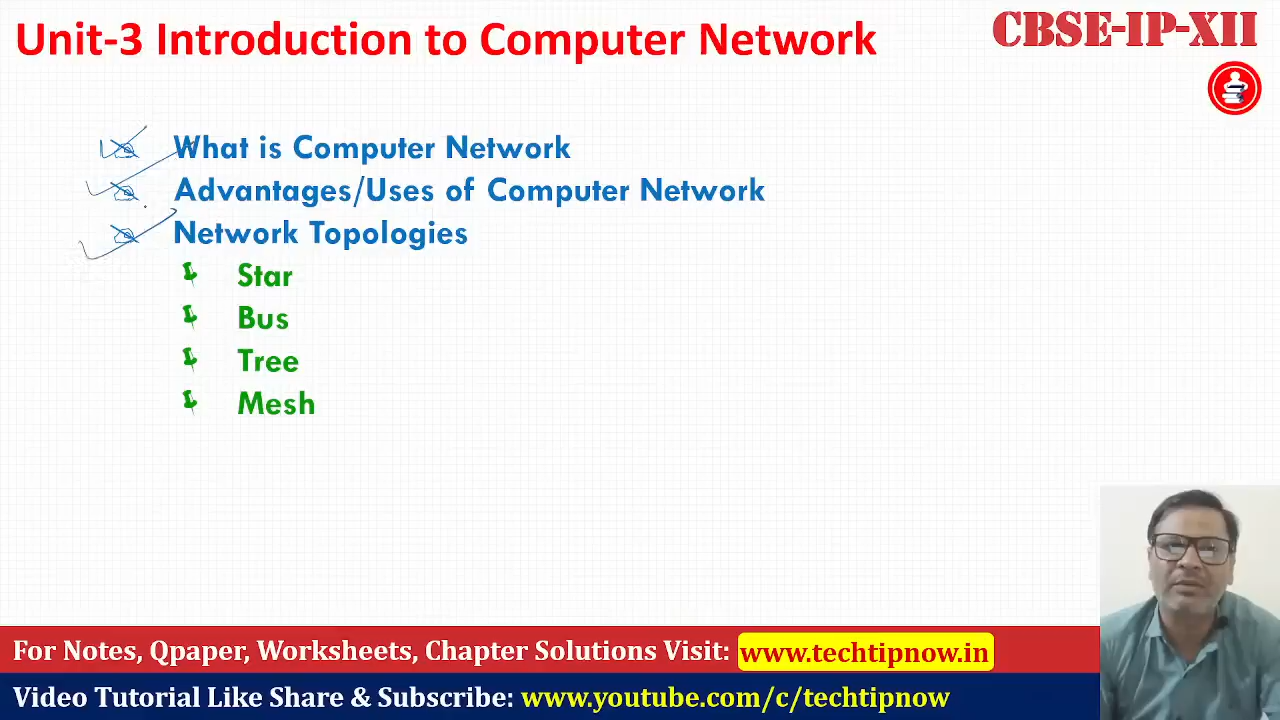 Unit-3 Introduction to Computer Network
CBSE-IP-XII
What is Computer Network
Advantages/Uses of Computer Network
Network Topologies
Star
Bus
Tree
Mesh
For Notes, Qpaper, Worksheets, Chapter Solutions Visit: www.techtipnow.in
Video Tutorial Like Share & Subscribe: www.youtube.com/c/techtipnow